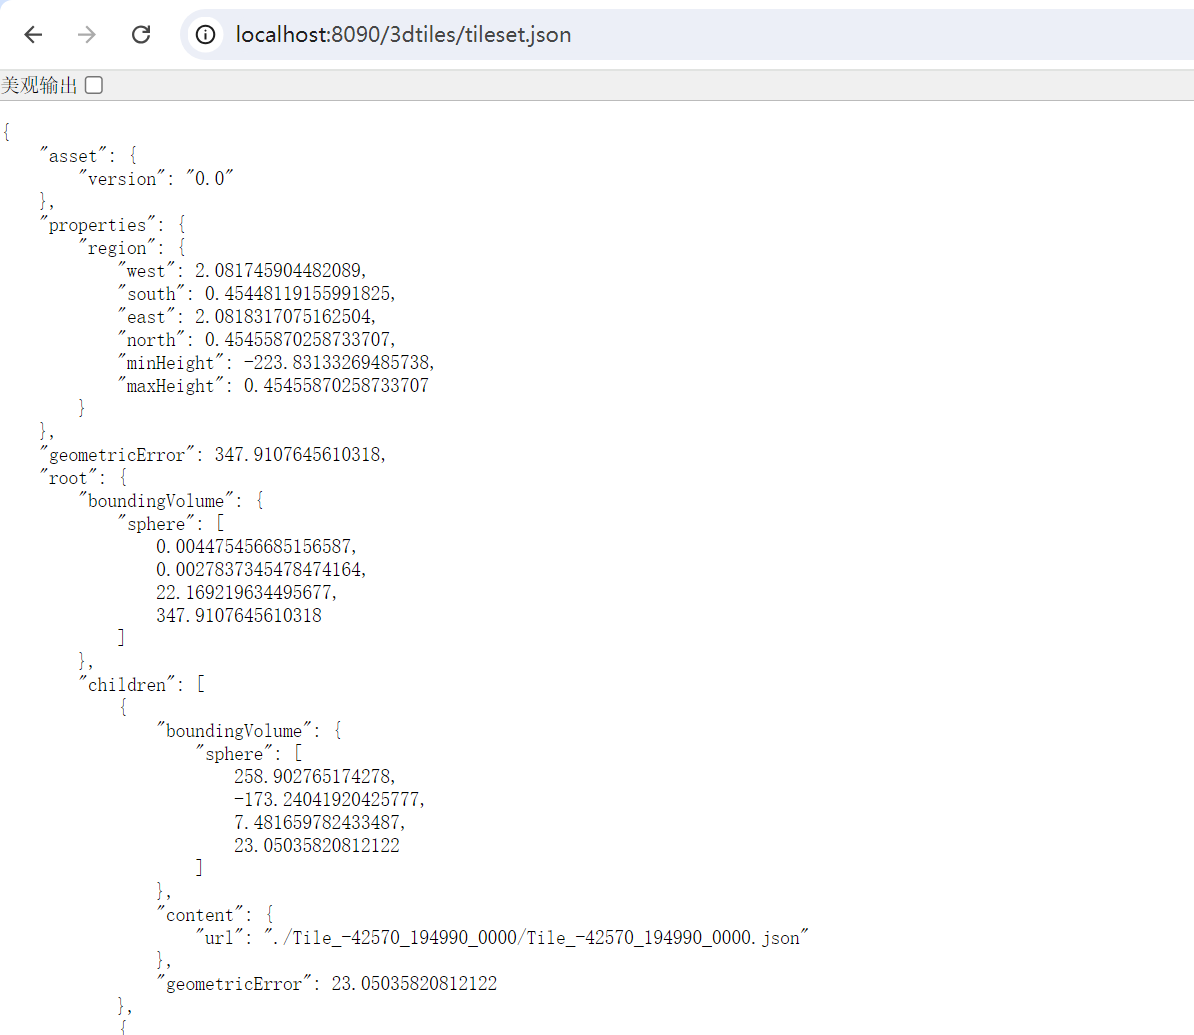 localhost:8090/3dtiles/tileset.json
美观输出
{
    "asset": {
        "version": "0.0"
    },
    "properties": {
        "region": {
            "west": 2.081745904482089,
            "south": 0.45448119155991825,
            "east": 2.0818317075162504,
            "north": 0.45455870258733707,
            "minHeight": -223.83133269485738,
            "maxHeight": 0.45455870258733707
        }
    },
    "geometricError": 347.9107645610318,
    "root": {
        "boundingVolume": {
            "sphere": [
                0.004475456685156587,
                0.0027837345478474164,
                22.169219634495677,
                347.9107645610318
            ]
        },
        "children": [
            {
                "boundingVolume": {
                    "sphere": [
                        258.902765174278,
                        -173.24041920425777,
                        7.481659782433487,
                        23.05035820812122
                    ]
                },
                "content": {
                    "url": "./Tile_-42570_194990_0000/Tile_-42570_194990_0000.json"
                },
                "geometricError": 23.05035820812122
            },
            {